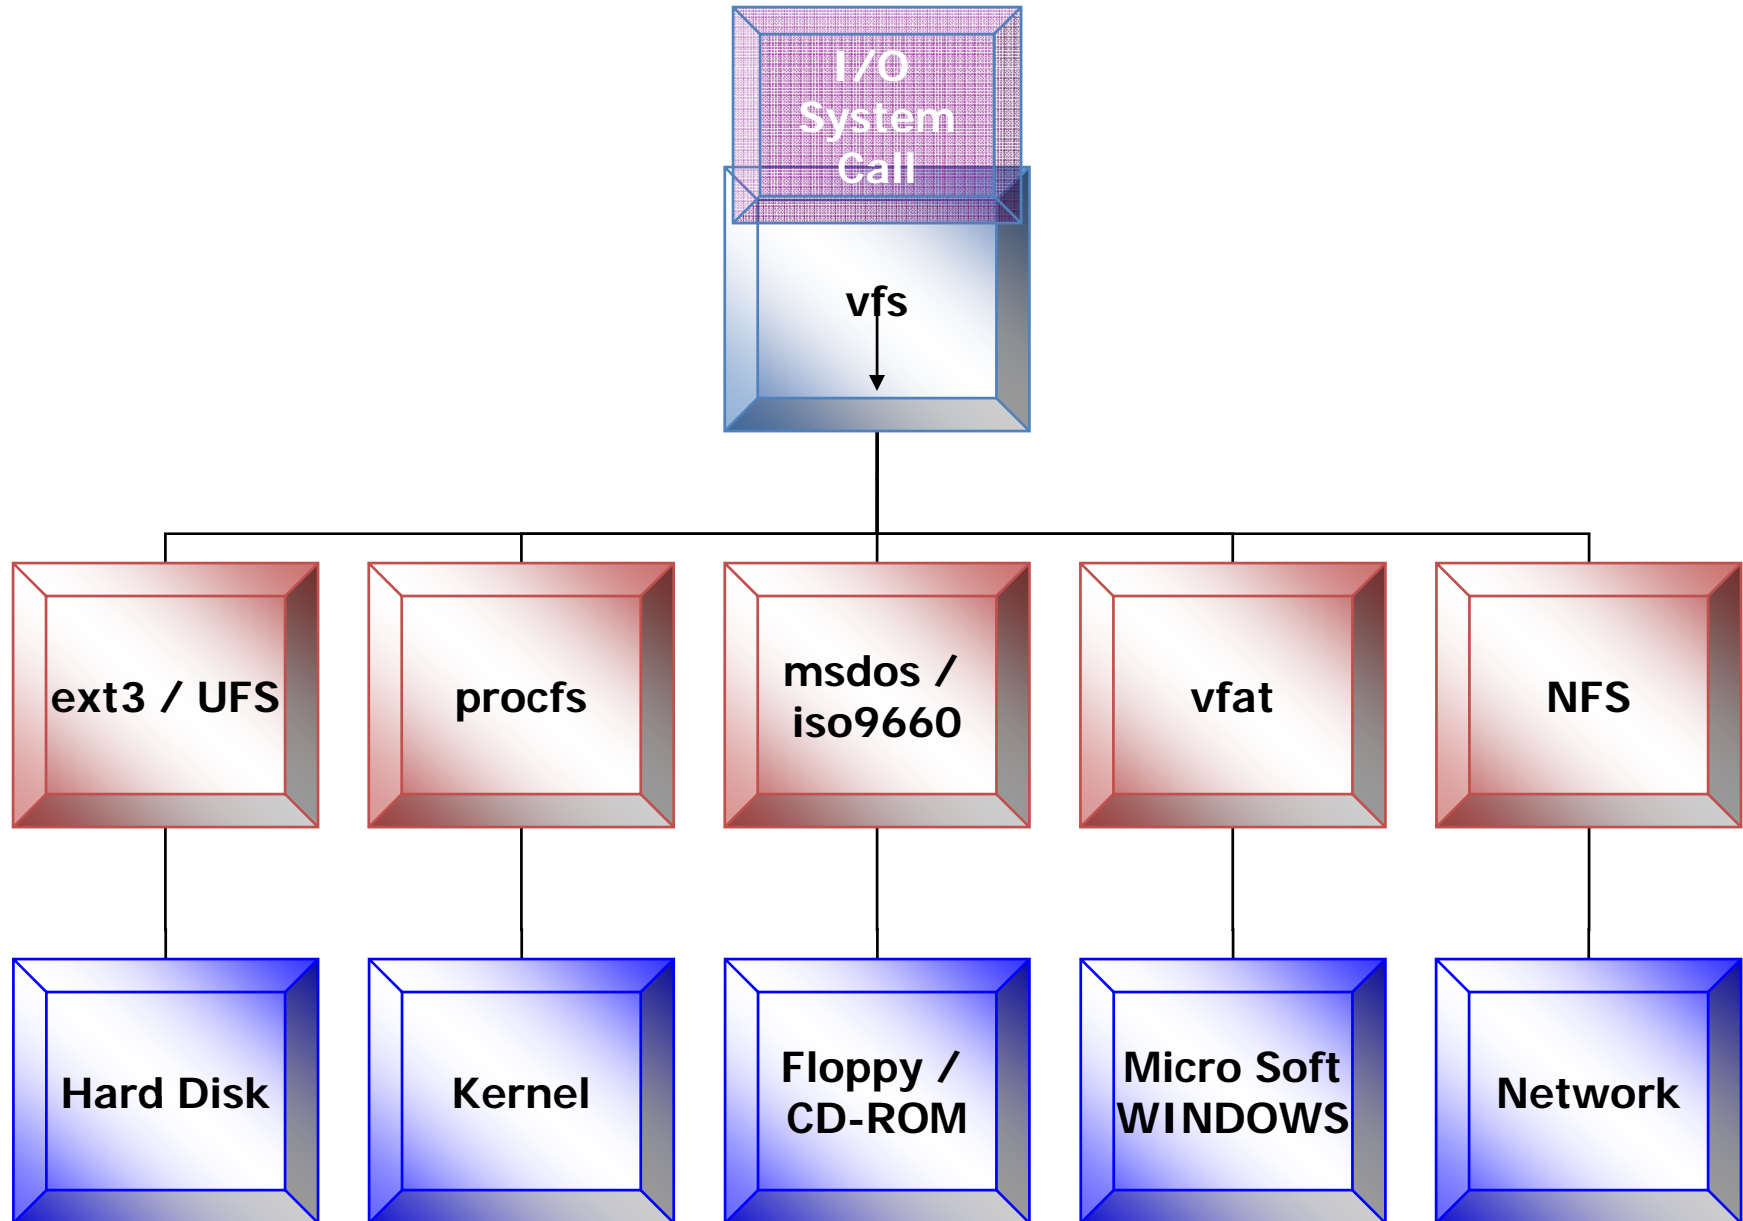 I/O
System
Call
vfs
ext3 / UFS
procfs
msdos /
iso9660
vfat
NFS
Hard Disk
Kernel
Floppy /
CD-ROM
Micro Soft
WINDOWS
Network